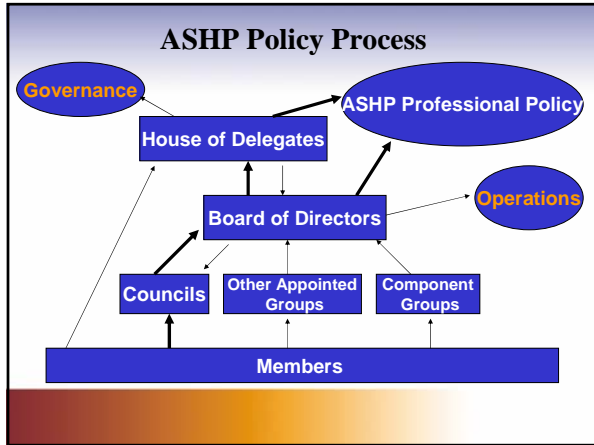 ASHP Policy Process
Governance
ASHP Professional Policy
House of Delegates
Operations
Board of Directors
Councils
Other Appointed
Groups
Component
Groups
Members